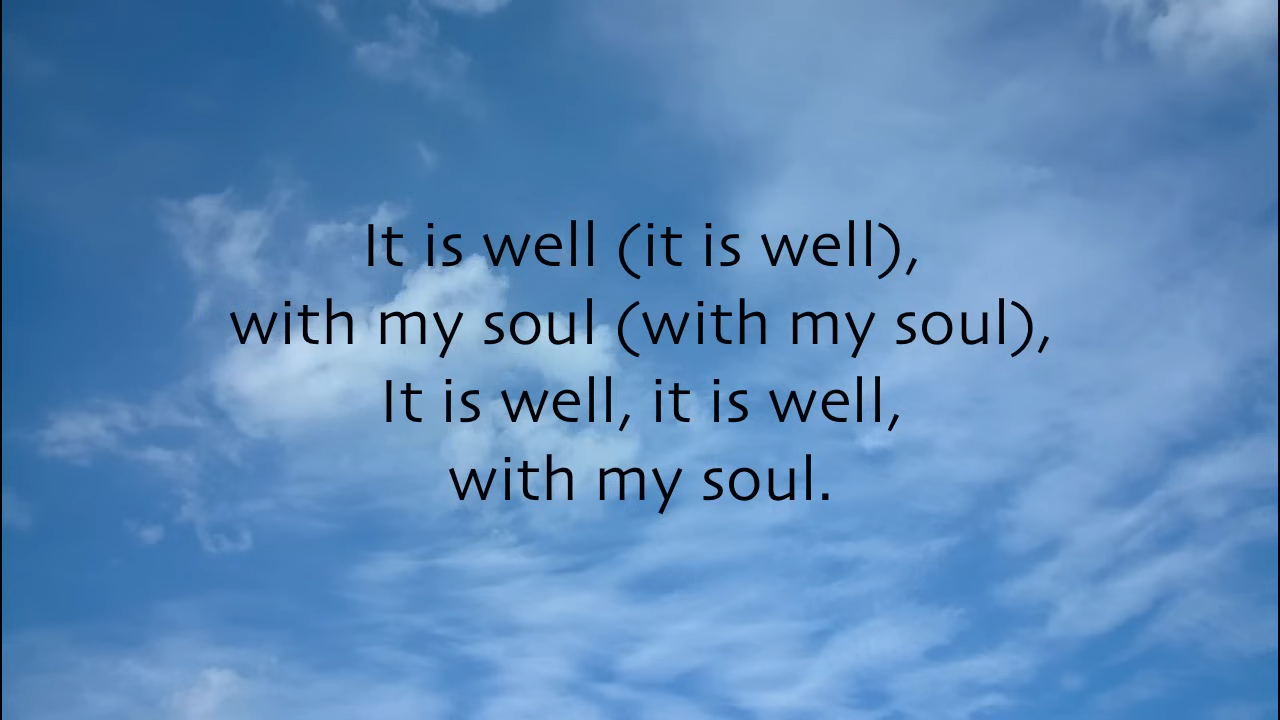 It is well (it is well),
with my soul (with my soul),
It is well, it is well,
with my soul.